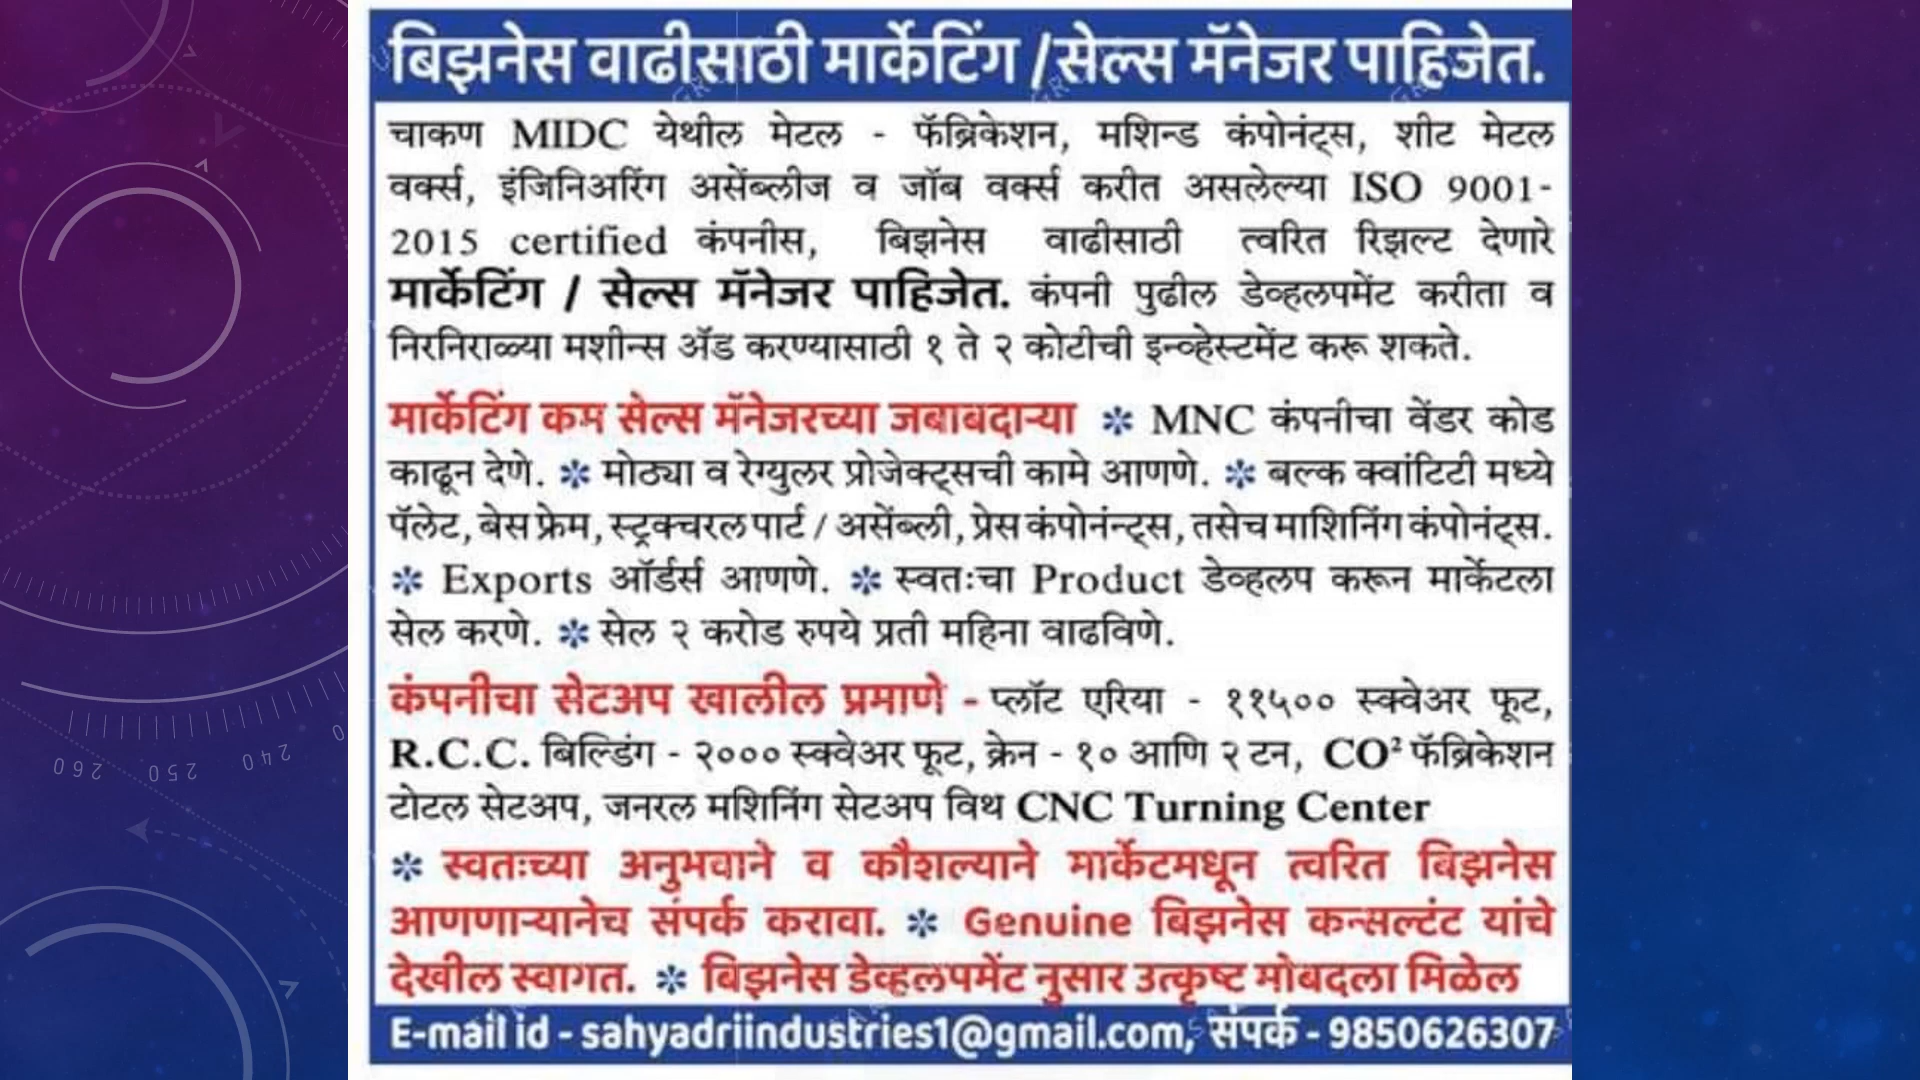 बिझनेस वाढीसाठी मार्केटिंग /सेल्स मॅनेजर पाहिजेत.
चाकण MIDC येथील मेटल - फॅब्रिकेशन, मशिन्ड कंपोनंट्स, शीट मेटल
वर्क्स, इंजिनिअरिंग असेंब्लीज व जॉब वर्क्स करीत असलेल्या ISO 9001-
2015 certified कंपनीस, बिझनेस वाढीसाठी त्वरित रिझल्ट देणारे
मार्केटिंग / सेल्स मॅनेजर पाहिजेत. कंपनी पुढील डेव्हलपमेंट करीता व
निरनिराळ्या मशीन्स ॲड करण्यासाठी १ ते २ कोटीची इन्व्हेस्टमेंट करू शकते.
मार्केटिंग कम सेल्स मॅनेजरच्या जबाबदाऱ्या * MNC कंपनीचा वेंडर कोड
काढून देणे. * मोठ्या व रेग्युलर प्रोजेक्ट्सची कामे आणणे. * बल्क क्वांटिटी मध्ये
पॅलेट, बेस फ्रेम, स्ट्रक्चरल पार्ट / असेंब्ली, प्रेस कंपोनंन्ट्स, तसेच माशिनिंग कंपोनंट्स.
* Exports ऑर्डर्स आणणे. * स्वतःचा Product डेव्हलप करून मार्केटला
सेल करणे. * सेल २ करोड रुपये प्रती महिना वाढविणे.
कंपनीचा सेटअप खालील प्रमाणे - प्लॉट एरिया - ११५०० स्क्वेअर फूट,
R.C.C. बिल्डिंग - २००० स्क्वेअर फूट, क्रेन - १० आणि २ टन, CO² फॅब्रिकेशन
टोटल सेटअप, जनरल मशिनिंग सेटअप विथ CNC Turning Center
* स्वतःच्या अनुभवाने व कौशल्याने मार्केटमधून त्वरित बिझनेस
आणणाऱ्यानेच संपर्क करावा. * Genuine बिझनेस कन्सल्टंट यांचे
देखील स्वागत. * बिझनेस डेव्हलपमेंट नुसार उत्कृष्ट मोबदला मिळेल
E-mail id - sahyadriindustries1@gmail.com, संपर्क - 9850626307
260 250 240